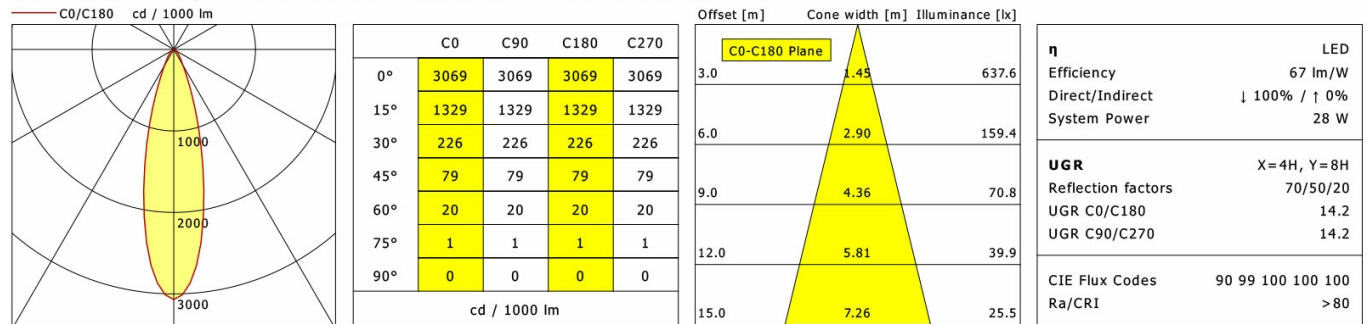 C0/C180 cd / 1000 lm
1000
2000
3000
C0 C90 C180 C270
0° 3069 3069 3069 3069
15° 1329 1329 1329 1329
30° 226 226 226 226
45° 79 79 79 79
60° 20 20 20 20
75° 1 1 1 1
90° 0 0 0 0
cd / 1000 lm
Offset [m] Cone width [m] Illuminance [lx]
C0-C180 Plane
3.0 1.45 637.6
6.0 2.90 159.4
9.0 4.36 70.8
12.0 5.81 39.9
15.0 7.26 25.5
η LED
Efficiency 67 lm/W
Direct/Indirect ↓ 100% / ↑ 0%
System Power 28 W
UGR X=4H, Y=8H
Reflection factors 70/50/20
UGR C0/C180 14.2
UGR C90/C270 14.2
CIE Flux Codes 90 99 100 100 100
Ra/CRI >80